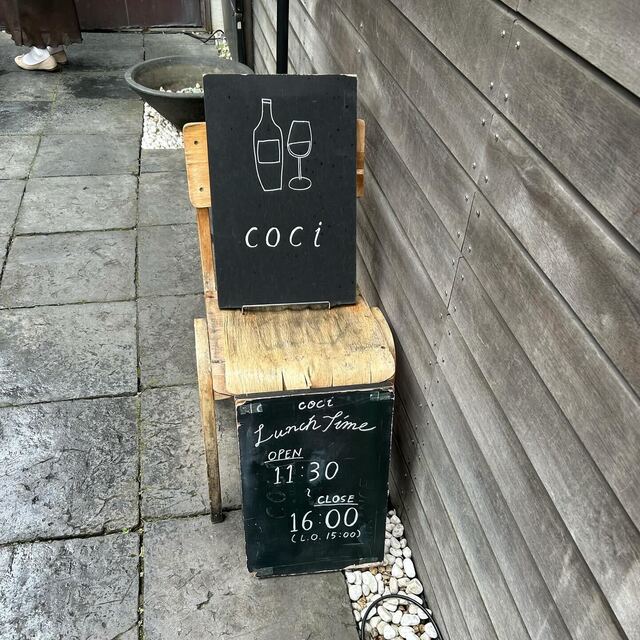 coci
coci
Lunch Time
OPEN
11:30
~
CLOSE
16:00
(L.O. 15:00)